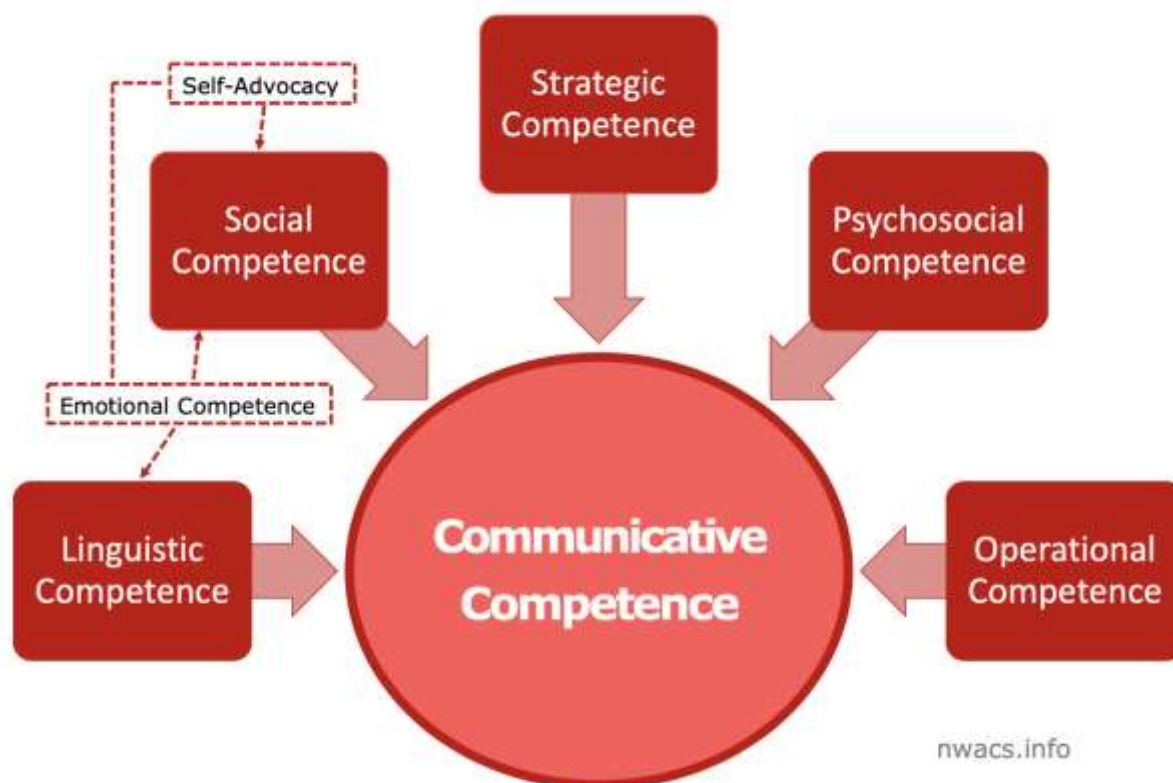 Self-Advocacy
Strategic
Competence
Social
Competence
Psychosocial
Competence
Emotional Competence
Linguistic
Competence
Communicative
Competence
Operational
Competence
nwacs.info